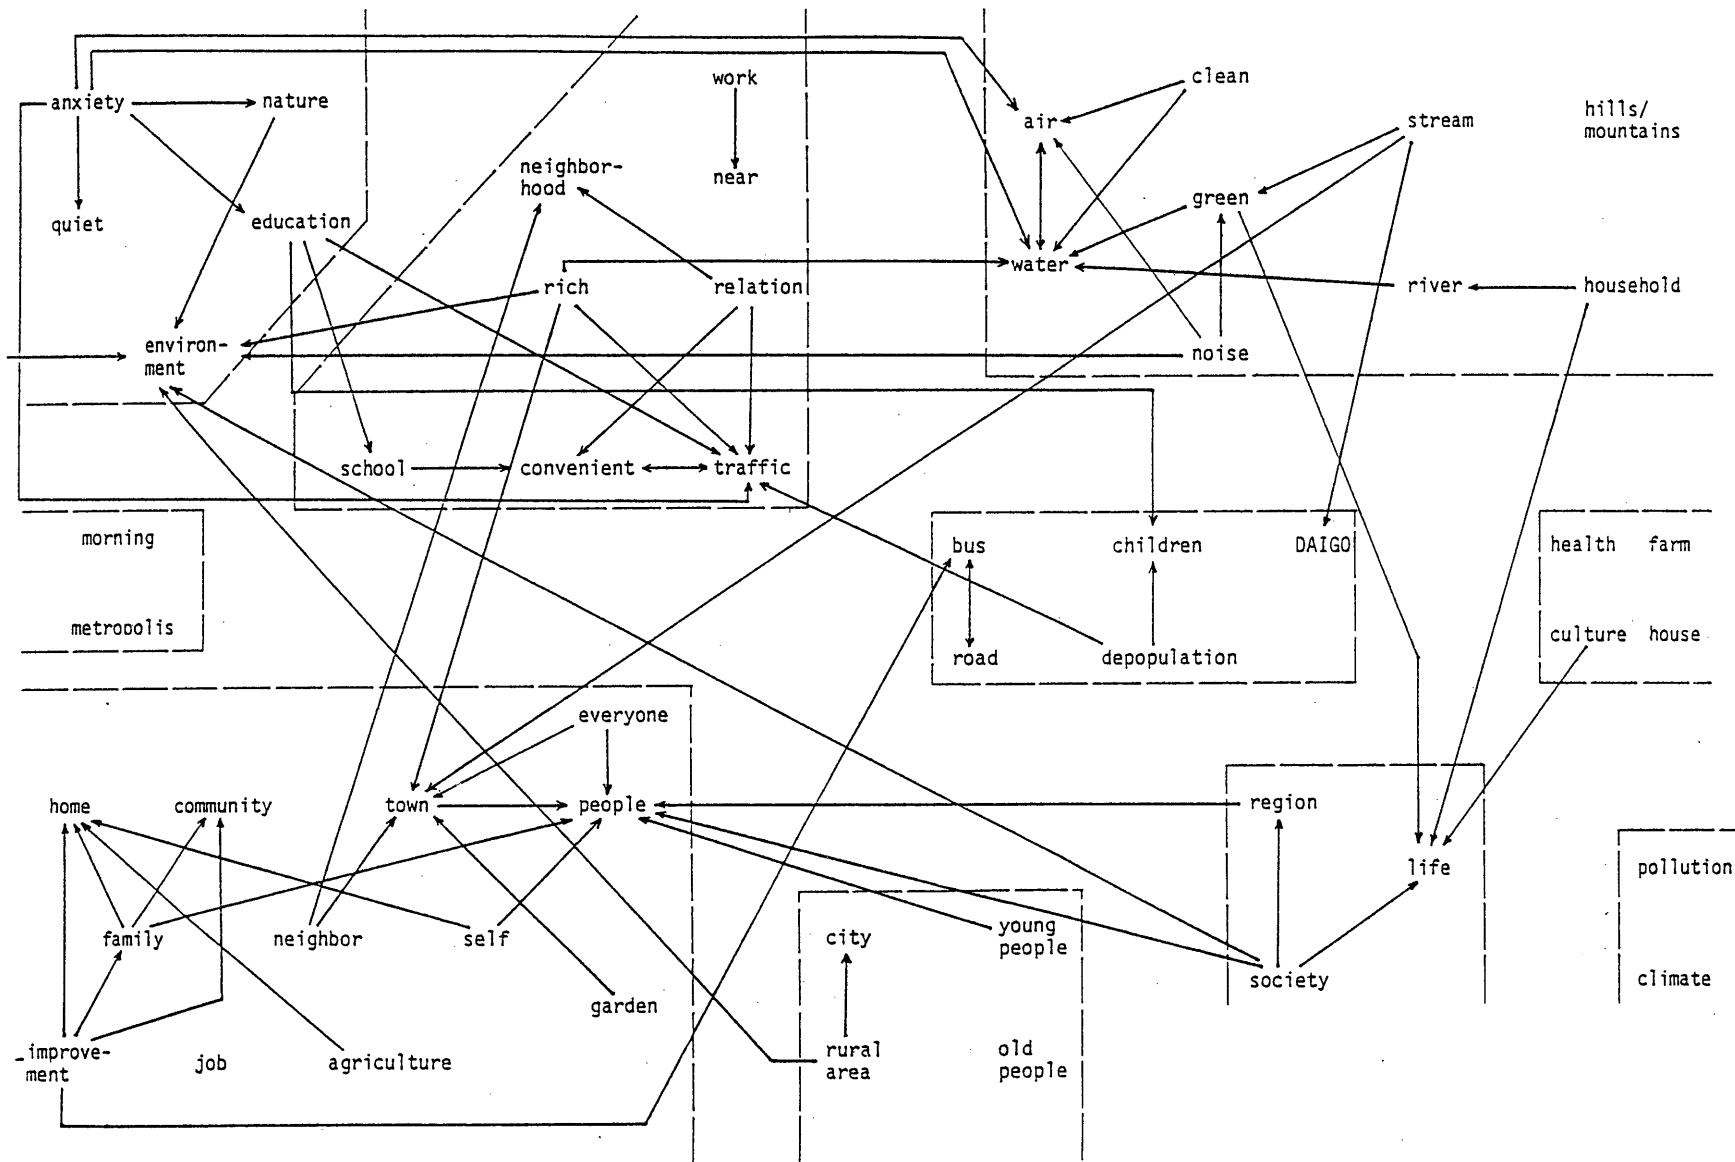 work
clean
anxiety
nature
air
stream
hills/
mountains
neighbor-
hood
near
green
quiet
education
water
rich
relation
river
household
environ-
ment
noise
school
convenient
traffic
morning
bus
children
DAIGO
health
farm
metropolis
road
depopulation
culture
house
everyone
home
community
town
people
region
life
pollution
family
neighbor
self
city
young
people
society
climate
garden
improve-
ment
job
agriculture
rural
area
old
people